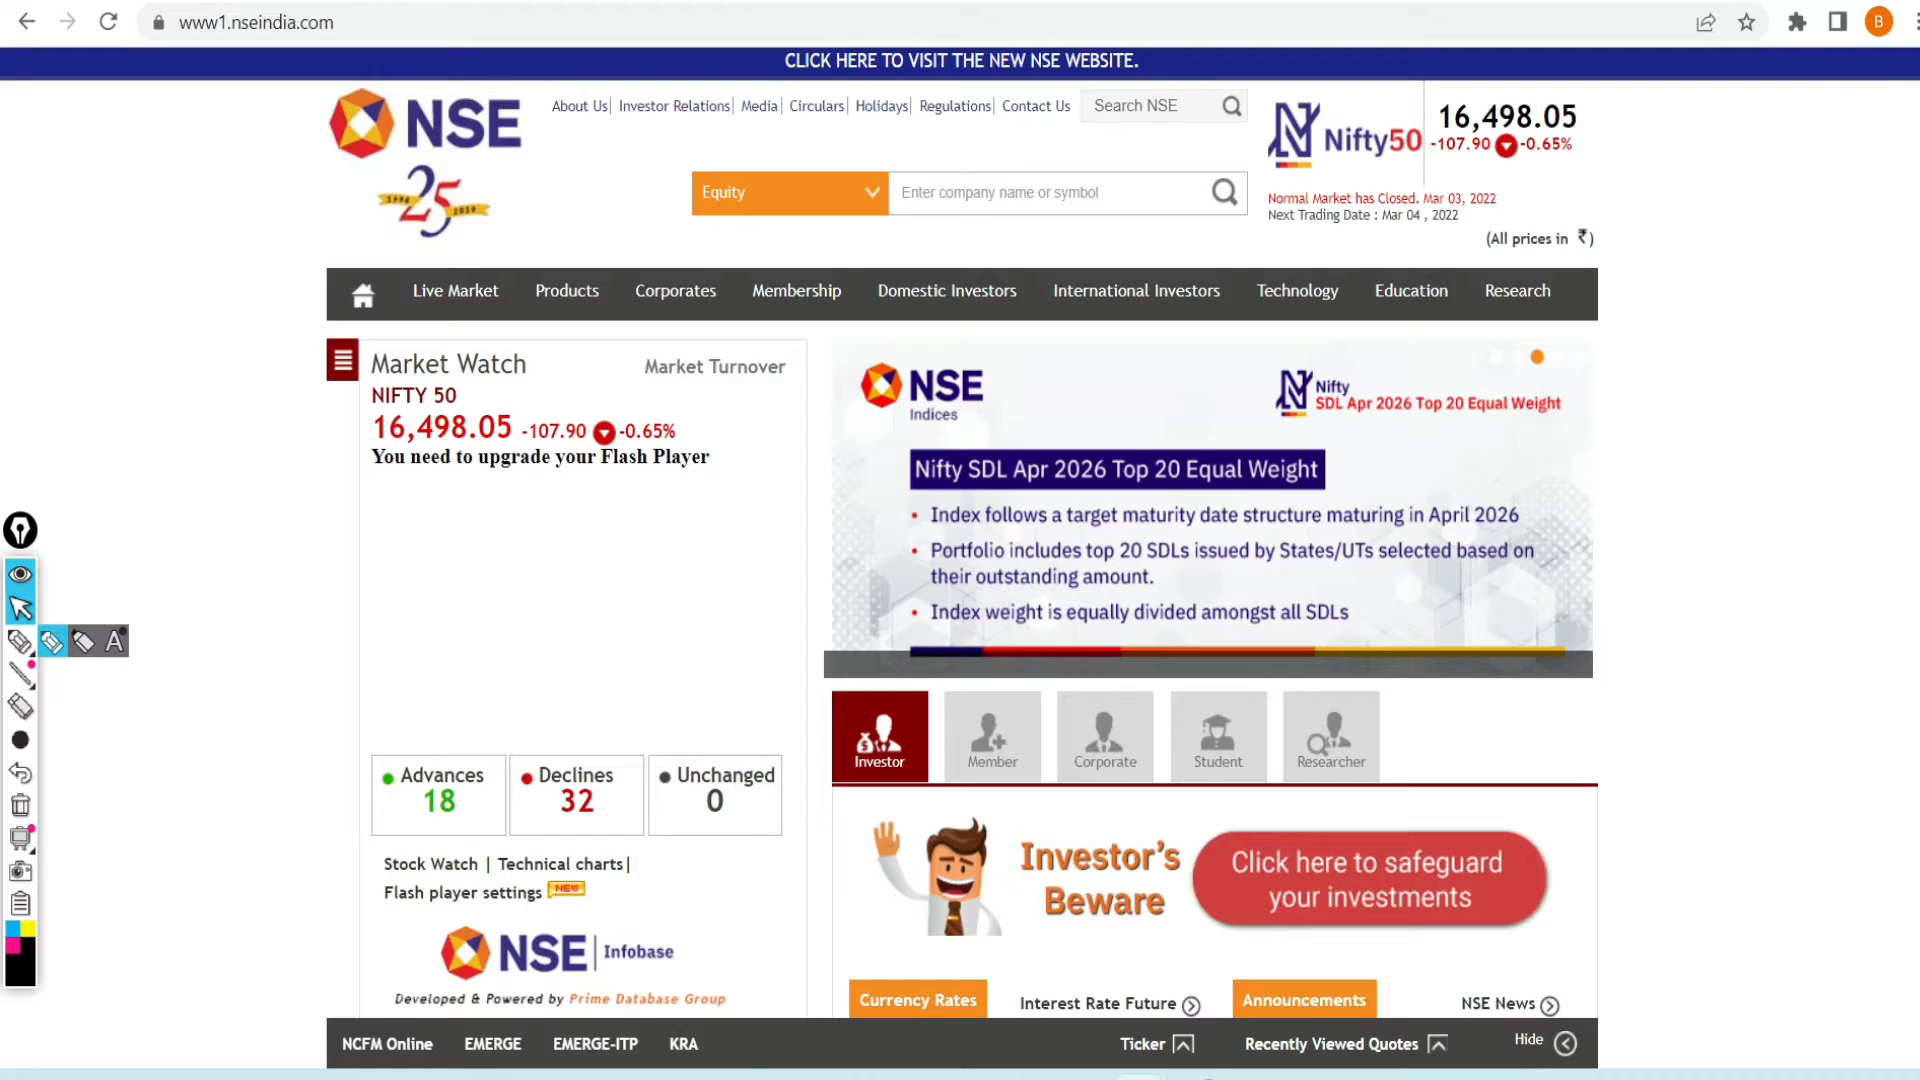 www1.nseindia.com
B
CLICK HERE TO VISIT THE NEW NSE WEBSITE.
NSE
1994 25 2019
About Us| Investor Relations| Media| Circulars| Holidays| Regulations| Contact Us
Search NSE
Equity
Enter company name or symbol
Nifty50
16,498.05
-107.90 -0.65%
Normal Market has Closed. Mar 03, 2022
Next Trading Date : Mar 04 , 2022
(All prices in ₹)
Live Market Products Corporates Membership Domestic Investors International Investors Technology Education Research
Market Watch
Market Turnover
NIFTY 50
16,498.05 -107.90 -0.65%
You need to upgrade your Flash Player
A
Advances
18
Declines
32
Unchanged
0
Stock Watch | Technical charts|
Flash player settings NEW
NSE | Infobase
Developed & Powered by Prime Database Group
NSE
Indices
Nifty
SDL Apr 2026 Top 20 Equal Weight
Nifty SDL Apr 2026 Top 20 Equal Weight
• Index follows a target maturity date structure maturing in April 2026
• Portfolio includes top 20 SDLs issued by States/UTs selected based on
their outstanding amount.
• Index weight is equally divided amongst all SDLs
Investor
Member
Corporate
Student
Researcher
Investor's
Beware
Click here to safeguard
your investments
Currency Rates
Interest Rate Future
Announcements
NSE News
NCFM Online EMERGE EMERGE-ITP KRA
Ticker
Recently Viewed Quotes
Hide